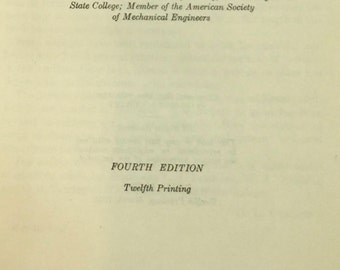 State College; Member of the American Society
of Mechanical Engineers
FOURTH EDITION
Twelfth Printing